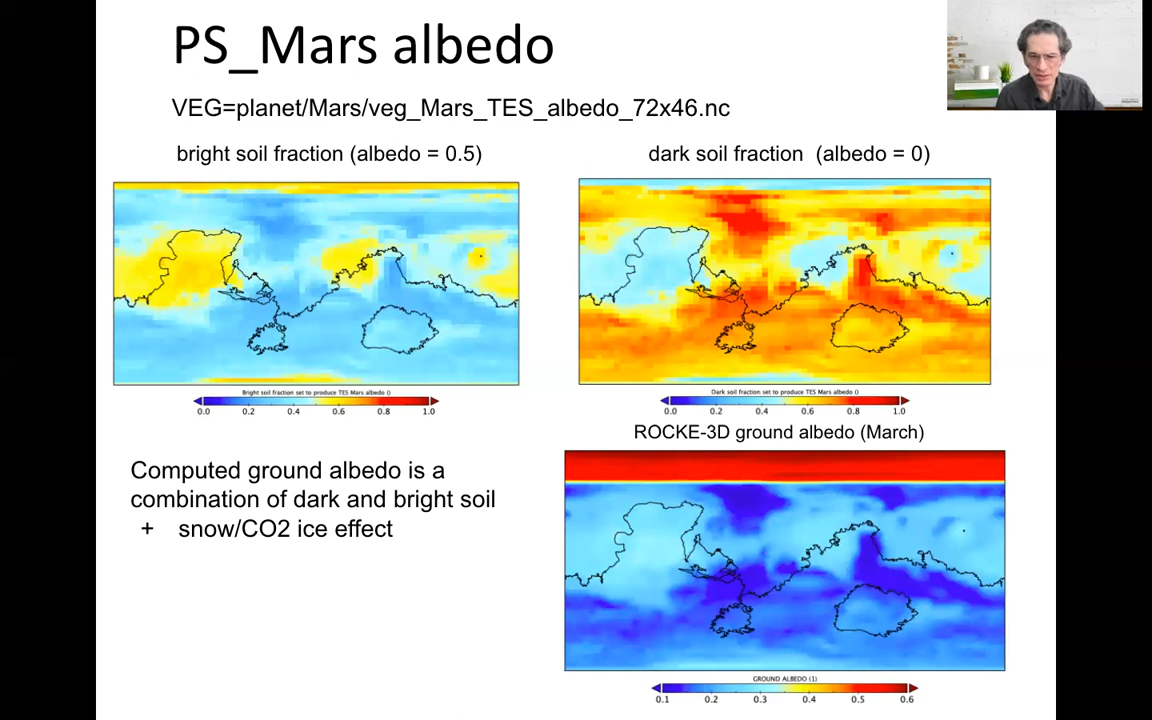 PS_Mars albedo
VEG=planet/Mars/veg_Mars_TES_albedo_72x46.nc
bright soil fraction (albedo = 0.5)
dark soil fraction (albedo = 0)
Bright soil fraction set to produce TES Mars albedo ()
0.0 0.2 0.4 0.6 0.8 1.0
Dark soil fraction set to produce TES Mars albedo ()
0.0 0.2 0.4 0.6 0.8 1.0
ROCKE-3D ground albedo (March)
Computed ground albedo is a
combination of dark and bright soil
+ snow/CO2 ice effect
GROUND ALBEDO (1)
0.1 0.2 0.3 0.4 0.5 0.6